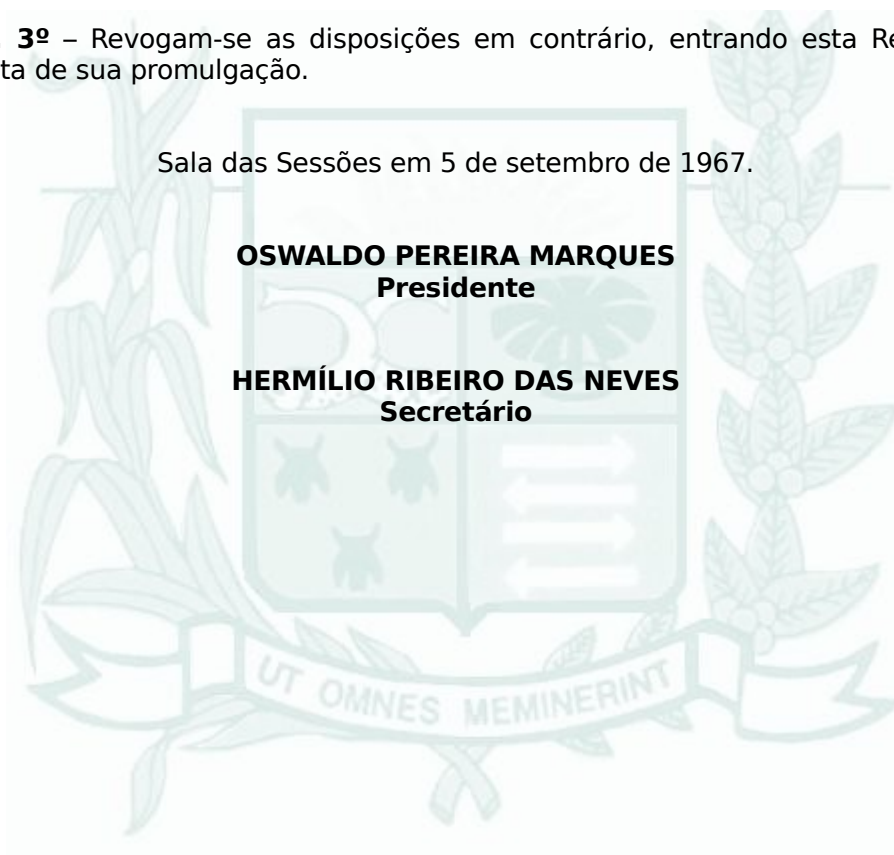 . 3º – Revogam-se as disposições em contrário, entrando esta Re
ta de sua promulgação.
Sala das Sessões em 5 de setembro de 1967.
OSWALDO PEREIRA MARQUES
Presidente
HERMÍLIO RIBEIRO DAS NEVES
Secretário
UT OMNES MEMINERINT